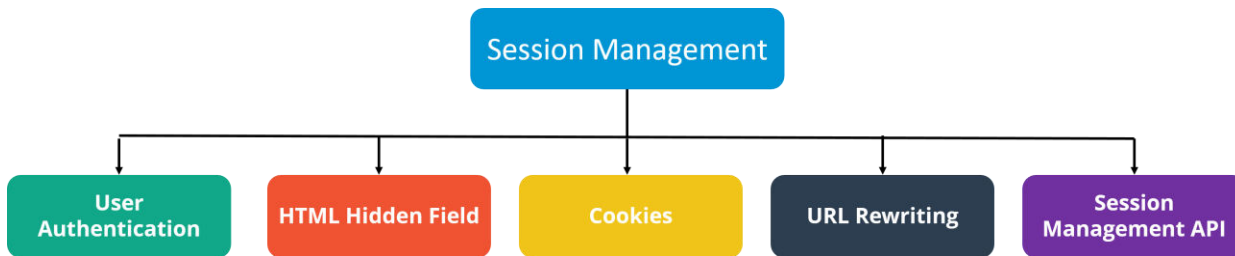 Session Management
User
Authentication
HTML Hidden Field
Cookies
URL Rewriting
Session
Management API